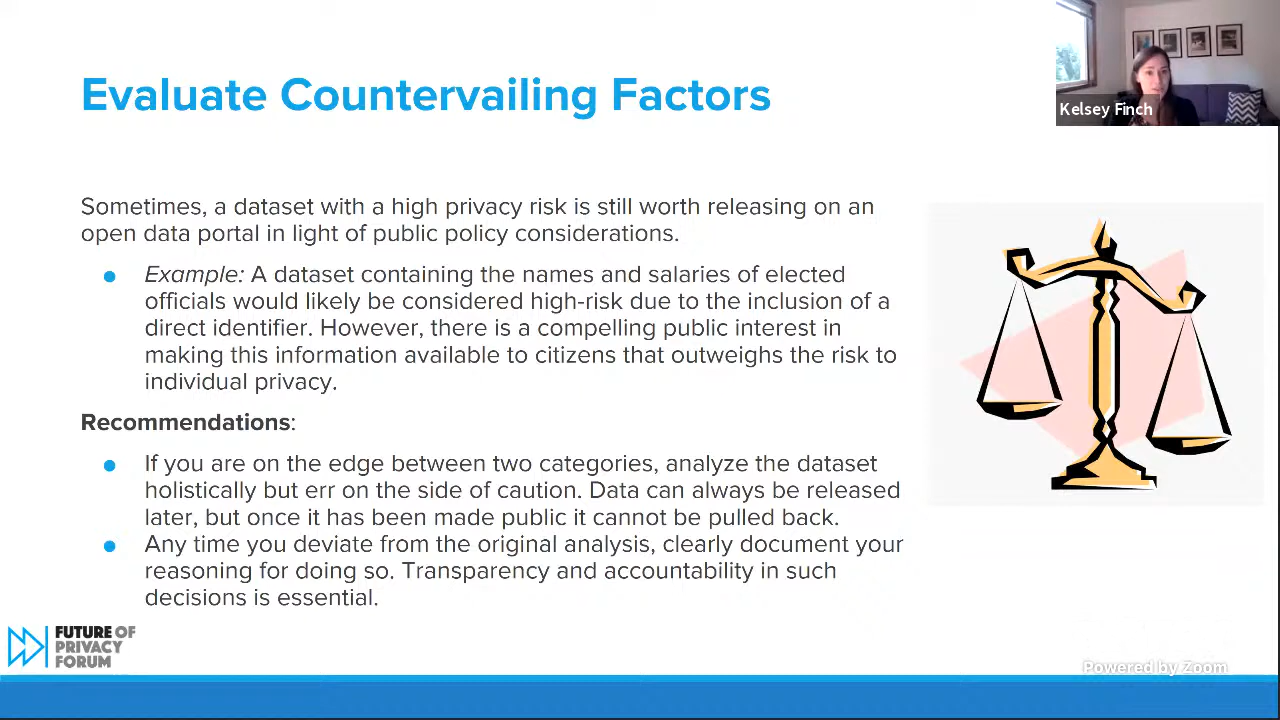 Evaluate Countervailing Factors
Kelsey Finch
Sometimes, a dataset with a high privacy risk is still worth releasing on an
open data portal in light of public policy considerations.
● Example: A dataset containing the names and salaries of elected
officials would likely be considered high-risk due to the inclusion of a
direct identifier. However, there is a compelling public interest in
making this information available to citizens that outweighs the risk to
individual privacy.
Recommendations:
● If you are on the edge between two categories, analyze the dataset
holistically but err on the side of caution. Data can always be released
later, but once it has been made public it cannot be pulled back.
● Any time you deviate from the original analysis, clearly document your
reasoning for doing so. Transparency and accountability in such
decisions is essential.
FUTURE OF
PRIVACY
FORUM
Powered by Zoom